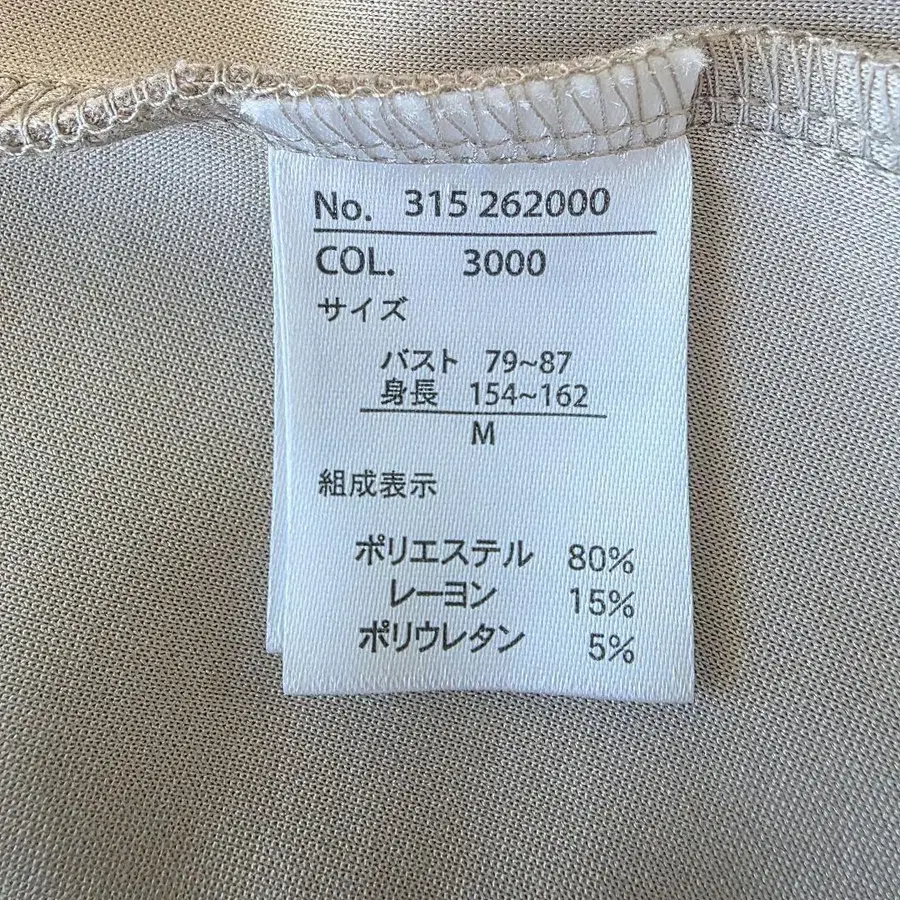 No. 315 262000
COL. 3000
サイズ
バスト 79~87
身長 154~162
M
組成表示
ポリエステル 80%
レーヨン 15%
ポリウレタン 5%